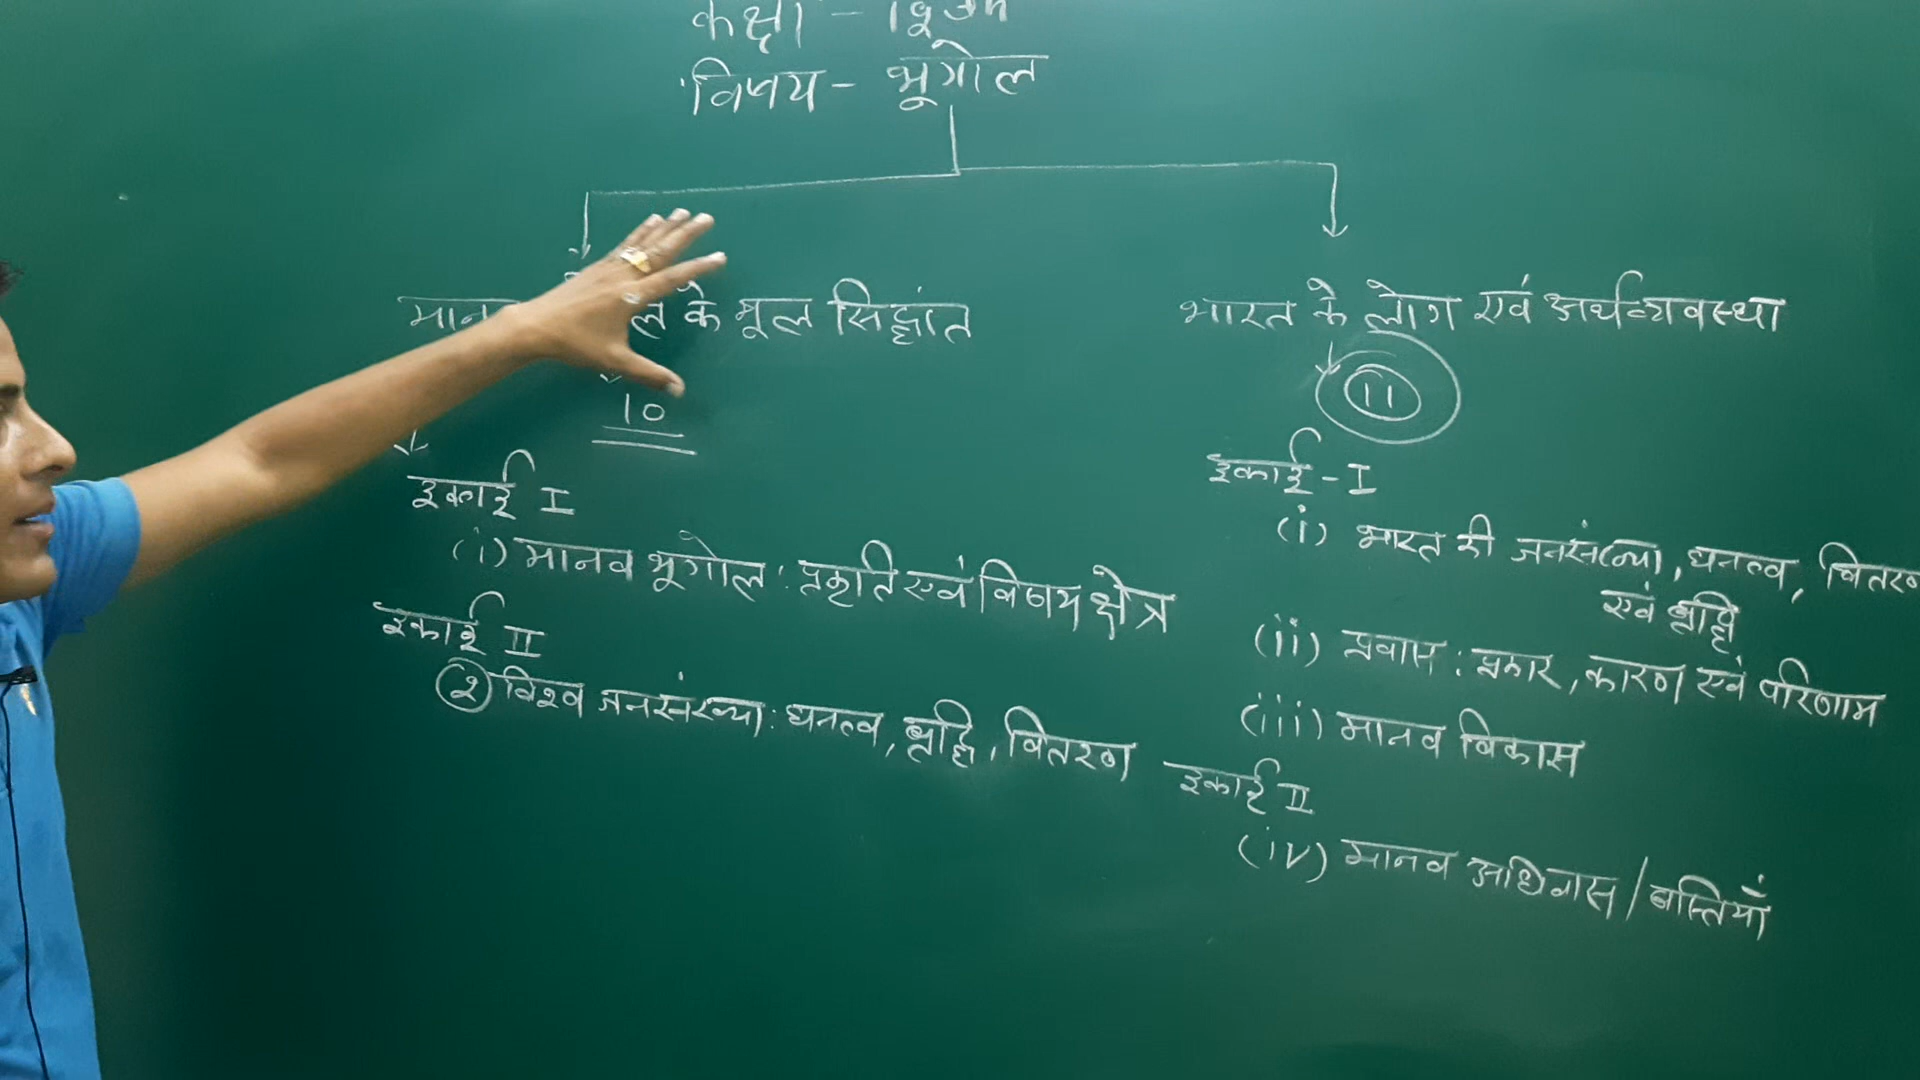 कक्षा -
विषय - भूगोल
के मूल सिद्धांत
10
इकाई I
(i) मानव भूगोल : प्रकृति एवं विषय क्षेत्र
इकाई II
2 विश्व जनसंख्या : घनत्व, वृद्धि, वितरण
भारत के लोग एवं अर्थव्यवस्था
11
इकाई - I
(i) भारत की जनसंख्या, घनत्व, वितरण
एवं वृद्धि
(ii) प्रवास : प्रकार, कारण एवं परिणाम
(iii) मानव विकास
इकाई II
(iv) मानव अधिवास / बस्तियाँ